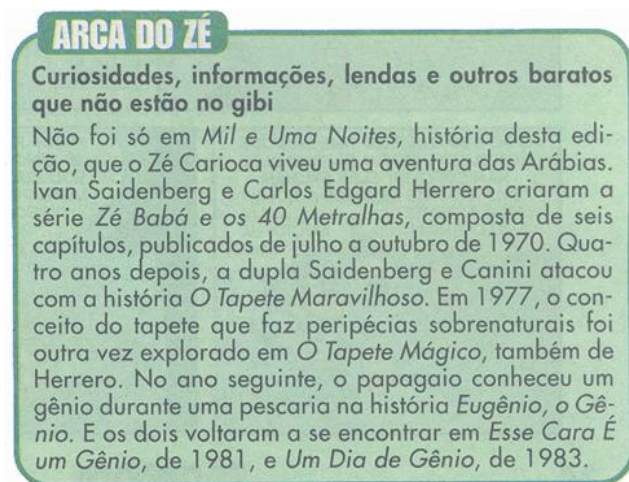 ARCA DO ZÉ
Curiosidades, informações, lendas e outros baratos
que não estão no gibi
Não foi só em Mil e Uma Noites, história desta edi-
ção, que o Zé Carioca viveu uma aventura das Arábias.
Ivan Saidenberg e Carlos Edgard Herrero criaram a
série Zé Babá e os 40 Metralhas, composta de seis
capítulos, publicados de julho a outubro de 1970. Qua-
tro anos depois, a dupla Saidenberg e Canini atacou
com a história O Tapete Maravilhoso. Em 1977, o con-
ceito do tapete que faz peripécias sobrenaturais foi
outra vez explorado em O Tapete Mágico, também de
Herrero. No ano seguinte, o papagaio conheceu um
gênio durante uma pescaria na história Eugênio, o Gê-
nio. E os dois voltaram a se encontrar em Esse Cara É
um Gênio, de 1981, e Um Dia de Gênio, de 1983.